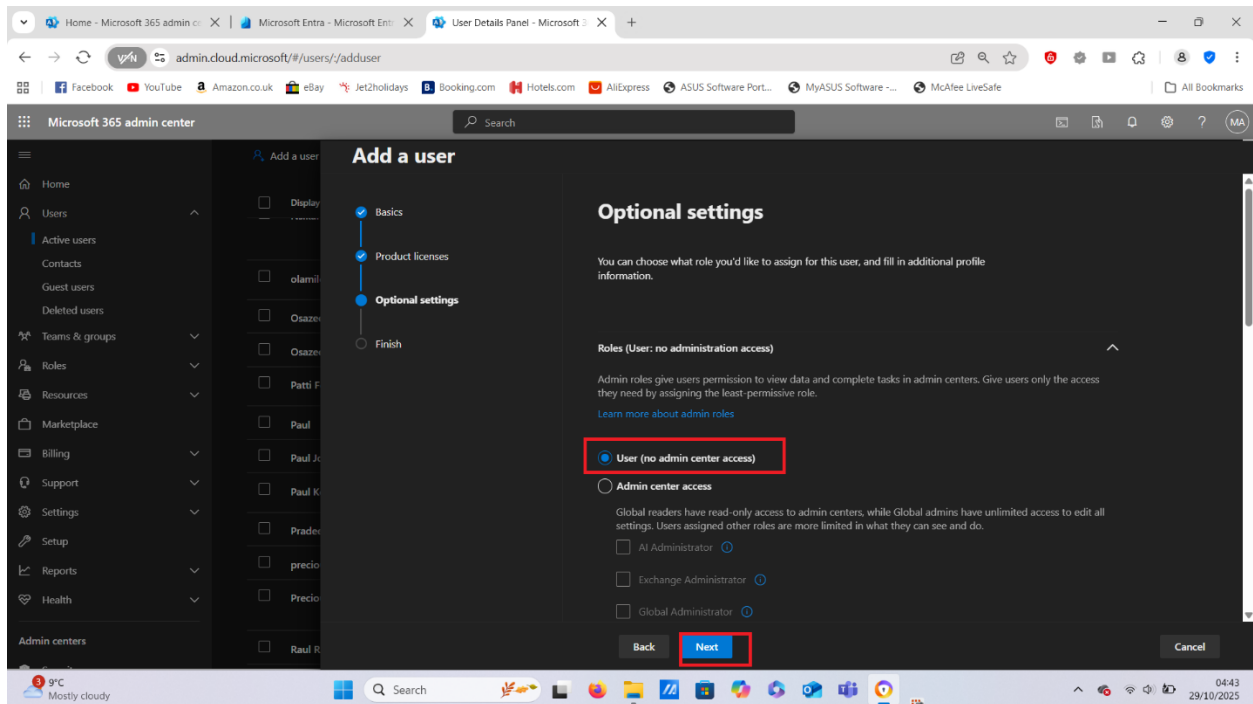 Home - Microsoft 365 admin ce
Microsoft Entra - Microsoft Entr
User Details Panel - Microsoft 3
admin.cloud.microsoft/#/users/:/adduser
Facebook
YouTube
Amazon.co.uk
eBay
Jet2holidays
Booking.com
Hotels.com
AliExpress
ASUS Software Port...
MyASUS Software -...
McAfee LiveSafe
All Bookmarks
Microsoft 365 admin center
Search
MA
Home
Users
Active users
Contacts
Guest users
Deleted users
Teams & groups
Roles
Resources
Marketplace
Billing
Support
Settings
Setup
Reports
Health
Admin centers
Add a user
Display
olamil
Osazee
Osazee
Patti F
Paul
Paul Jo
Paul K
Pradee
precio
Precio
Raul R
Add a user
Basics
Product licenses
Optional settings
Finish
Optional settings
You can choose what role you'd like to assign for this user, and fill in additional profile
information.
Roles (User: no administration access)
Admin roles give users permission to view data and complete tasks in admin centers. Give users only the access
they need by assigning the least-permissive role.
Learn more about admin roles
User (no admin center access)
Admin center access
Global readers have read-only access to admin centers, while Global admins have unlimited access to edit all
settings. Users assigned other roles are more limited in what they can see and do.
AI Administrator
Exchange Administrator
Global Administrator
Back
Next
Cancel
3
9°C
Mostly cloudy
Search
04:43
29/10/2025